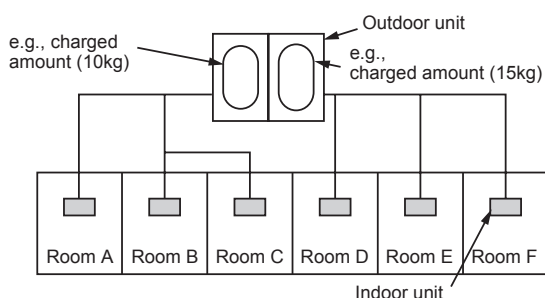 Outdoor unit
e.g., charged
amount (10kg)
e.g.,
charged amount (15kg)
Room A
Room B
Room C
Room D
Room E
Room F
Indoor unit